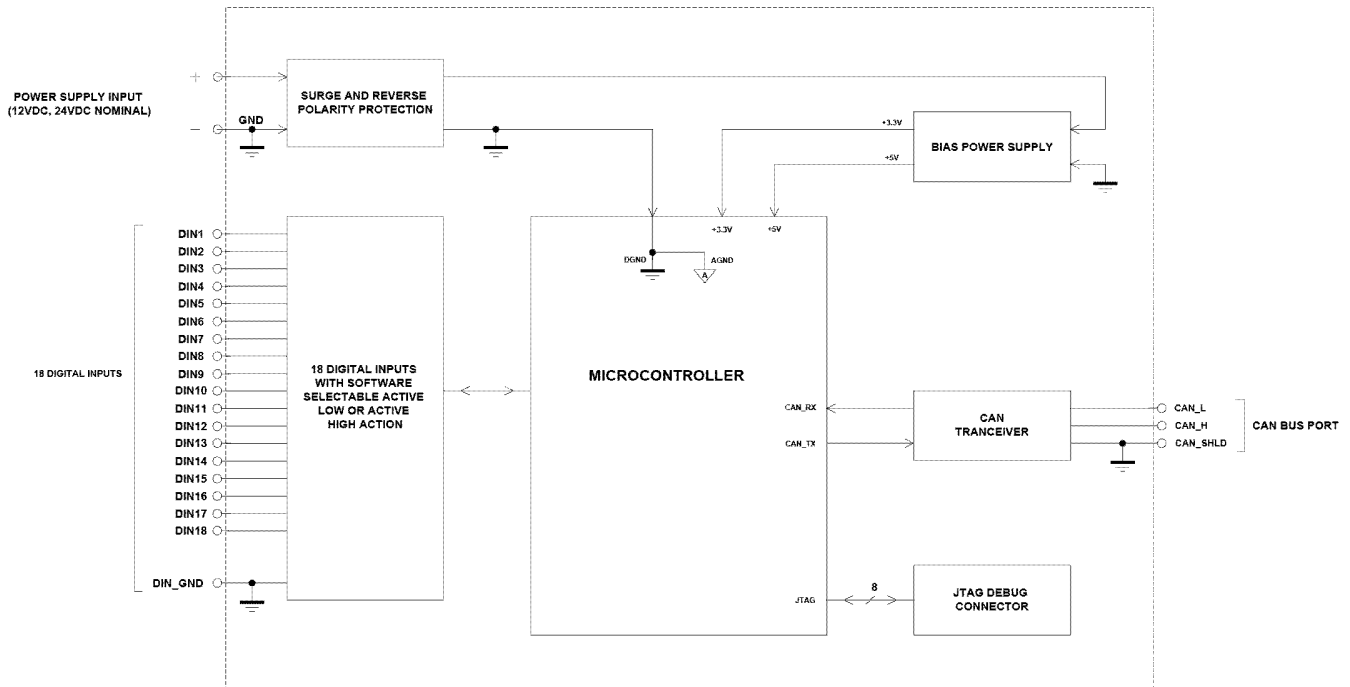 POWER SUPPLY INPUT
(12VDC, 24VDC NOMINAL)
+
−
GND
SURGE AND REVERSE
POLARITY PROTECTION
+3.3V
+5V
BIAS POWER SUPPLY
18 DIGITAL INPUTS
DIN1
DIN2
DIN3
DIN4
DIN5
DIN6
DIN7
DIN8
DIN9
DIN10
DIN11
DIN12
DIN13
DIN14
DIN15
DIN16
DIN17
DIN18
DIN_GND
18 DIGITAL INPUTS
WITH SOFTWARE
SELECTABLE ACTIVE
LOW OR ACTIVE
HIGH ACTION
+3.3V
+5V
DGND
AGND
A
MICROCONTROLLER
CAN_RX
CAN_TX
JTAG
CAN
TRANCEIVER
CAN_L
CAN_H
CAN_SHLD
CAN BUS PORT
8
JTAG DEBUG
CONNECTOR